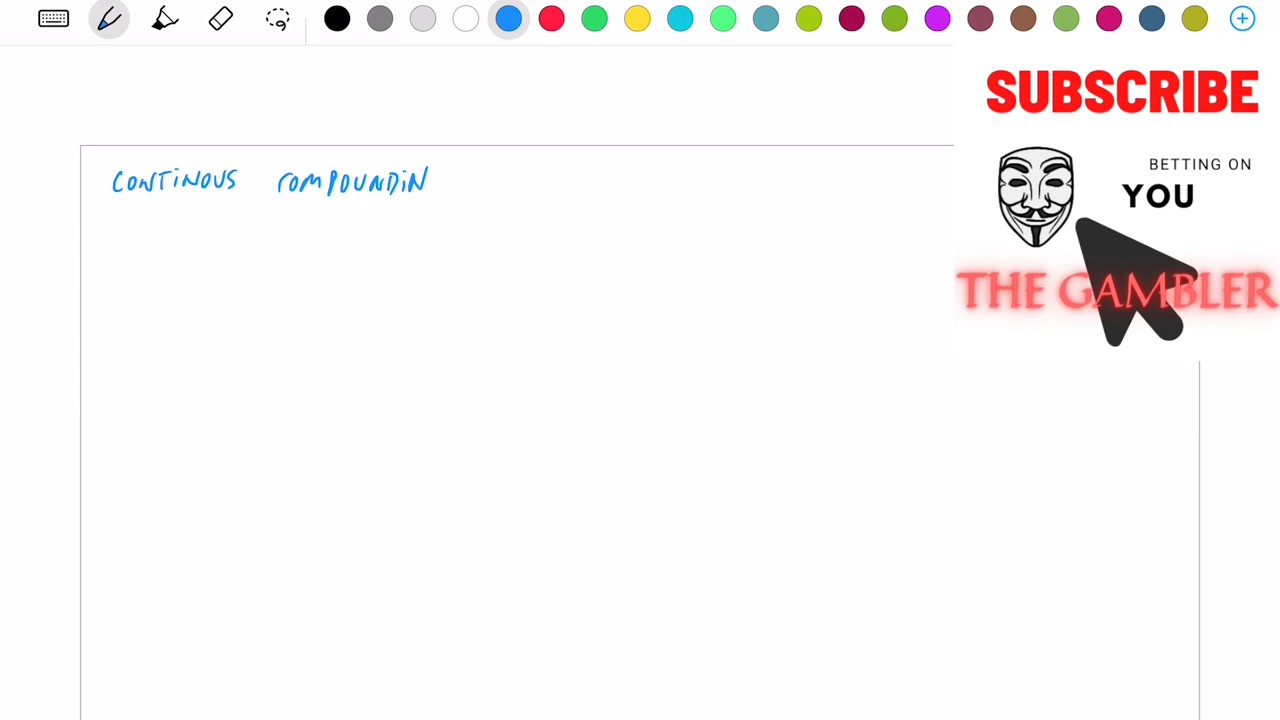 SUBSCRIBE
CONTINOUS COMPOUNDIN
BETTING ON
YOU
THE GAMBLER